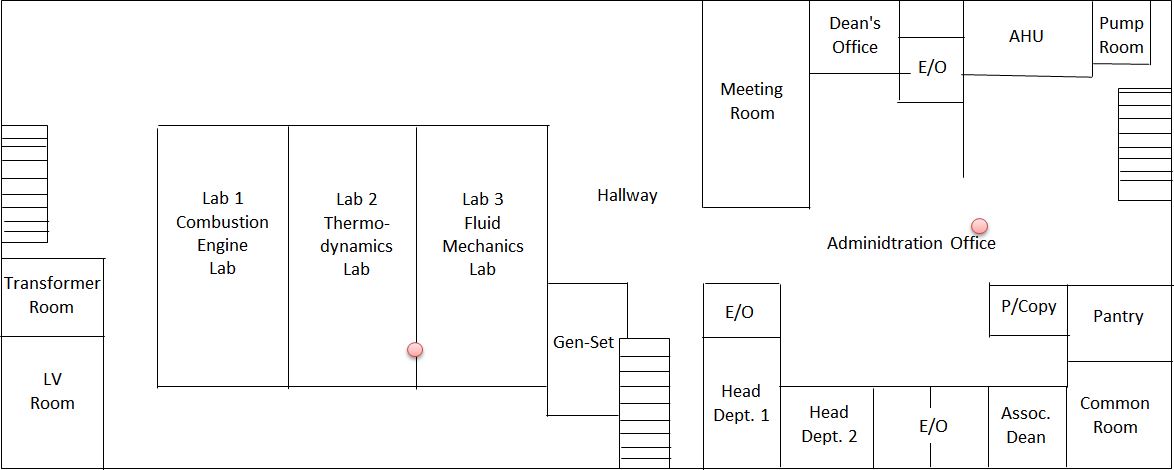 Dean's
Office
AHU
Pump
Room
E/O
Meeting
Room
Lab 1
Combustion
Engine
Lab
Lab 2
Thermo-
dynamics
Lab
Lab 3
Fluid
Mechanics
Lab
Hallway
Adminidtration Office
Transformer
Room
LV
Room
Gen-Set
E/O
P/Copy
Pantry
Head
Dept. 1
Head
Dept. 2
E/O
Assoc.
Dean
Common
Room